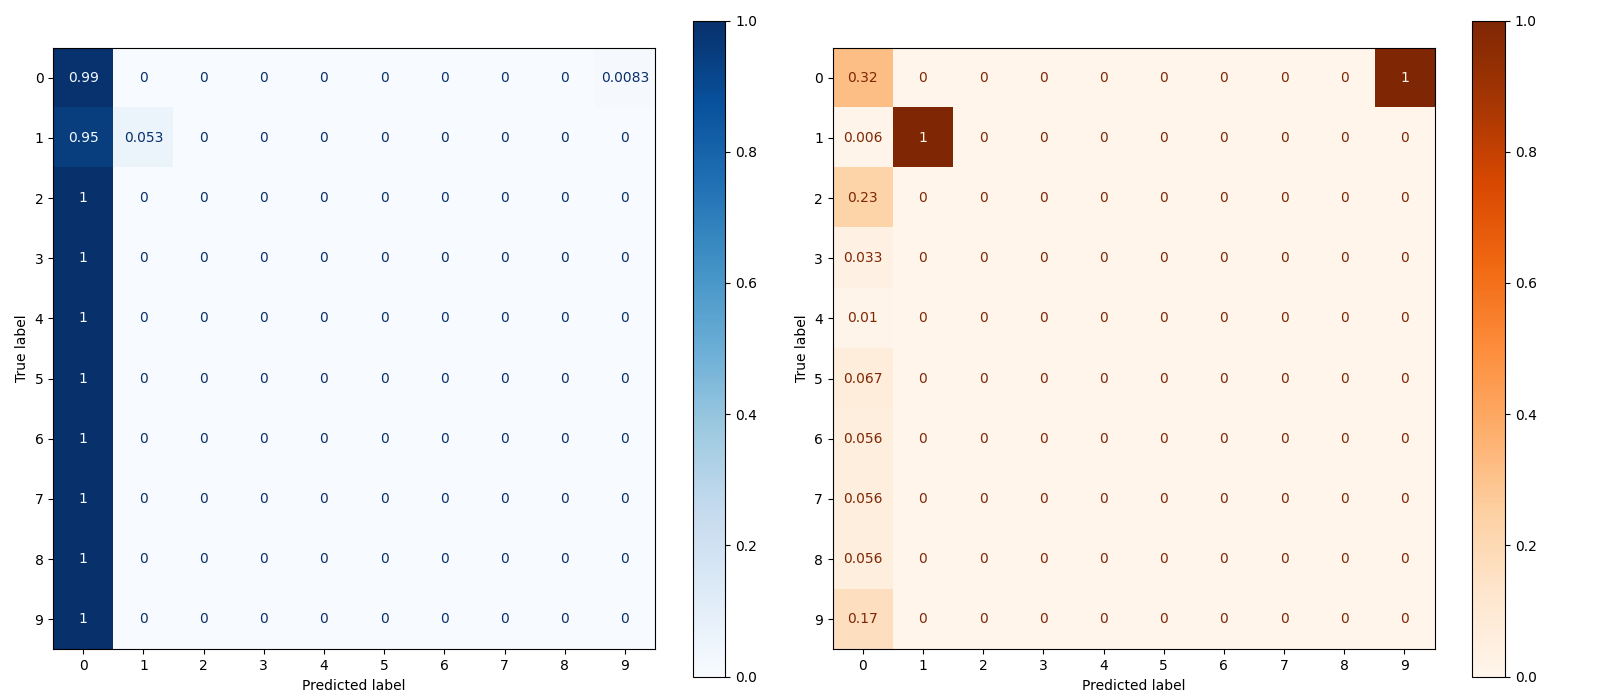 1.0
0 0.99 0 0 0 0 0 0 0 0 0.0083
1 0.95 0.053 0 0 0 0 0 0 0 0
0.8
2 1 0 0 0 0 0 0 0 0 0
3 1 0 0 0 0 0 0 0 0 0
0.6
4 1 0 0 0 0 0 0 0 0 0
True label
5 1 0 0 0 0 0 0 0 0 0
0.4
6 1 0 0 0 0 0 0 0 0 0
7 1 0 0 0 0 0 0 0 0 0
0.2
8 1 0 0 0 0 0 0 0 0 0
9 1 0 0 0 0 0 0 0 0 0
0 1 2 3 4 5 6 7 8 9
0.0
Predicted label
1.0
0 0.32 0 0 0 0 0 0 0 0 1
1 0.006 1 0 0 0 0 0 0 0 0
0.8
2 0.23 0 0 0 0 0 0 0 0 0
3 0.033 0 0 0 0 0 0 0 0 0
0.6
4 0.01 0 0 0 0 0 0 0 0 0
True label
5 0.067 0 0 0 0 0 0 0 0 0
0.4
6 0.056 0 0 0 0 0 0 0 0 0
7 0.056 0 0 0 0 0 0 0 0 0
0.2
8 0.056 0 0 0 0 0 0 0 0 0
9 0.17 0 0 0 0 0 0 0 0 0
0 1 2 3 4 5 6 7 8 9
0.0
Predicted label